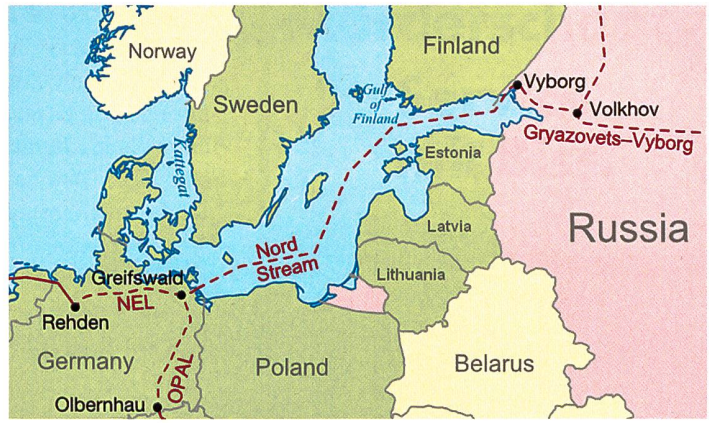 Norway
Sweden
Finland
Gulf
of
Finland
Vyborg
Volkhov
Gryazovets–Vyborg
Kattegat
Estonia
Russia
Latvia
Nord
Stream
Lithuania
Greifswald
NEL
Rehden
Germany
OPAL
Poland
Belarus
Olbernhau